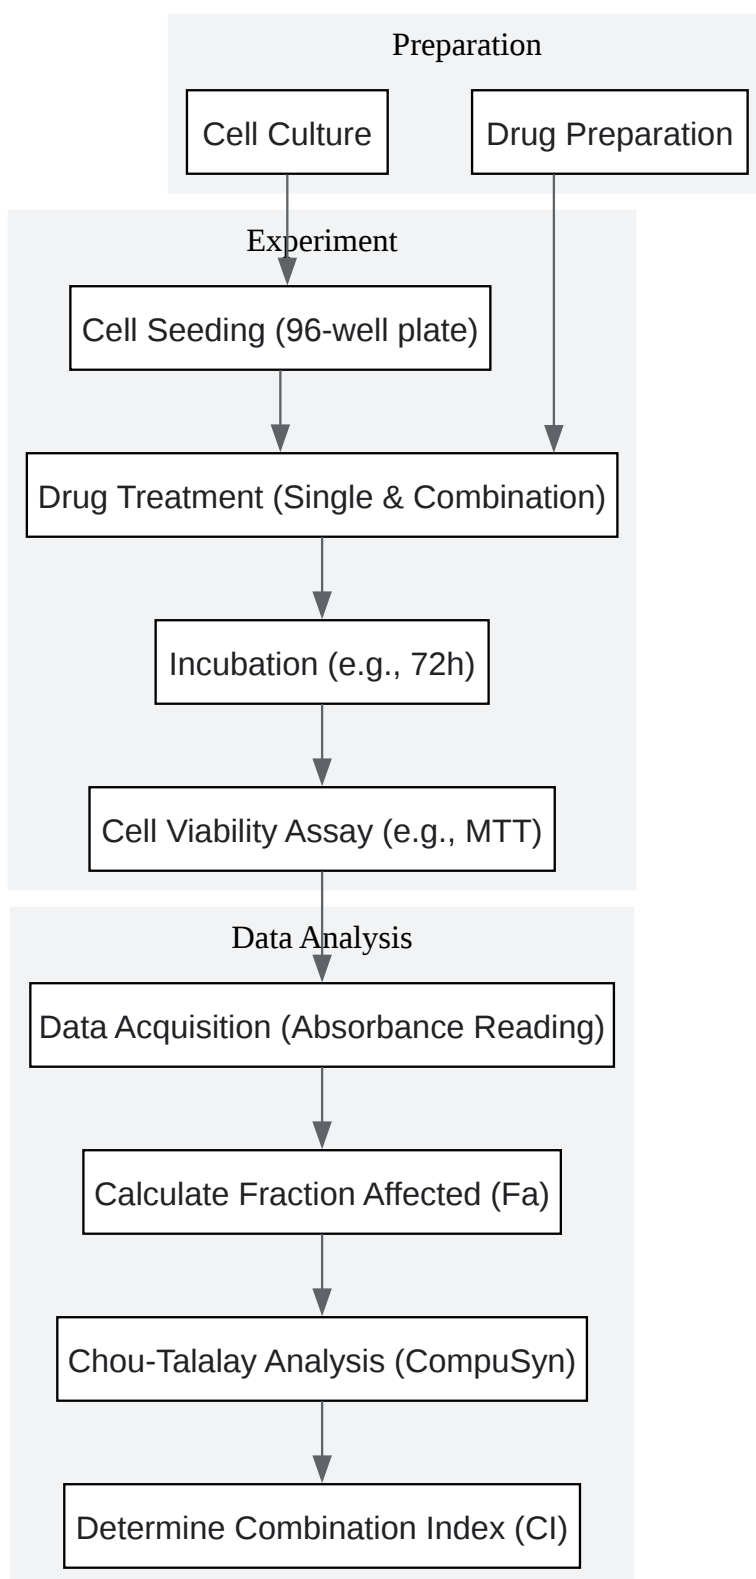 Preparation
Cell Culture
Drug Preparation
Experiment
Cell Seeding (96-well plate)
Drug Treatment (Single & Combination)
Incubation (e.g., 72h)
Cell Viability Assay (e.g., MTT)
Data Analysis
Data Acquisition (Absorbance Reading)
Calculate Fraction Affected (Fa)
Chou-Talalay Analysis (CompuSyn)
Determine Combination Index (CI)